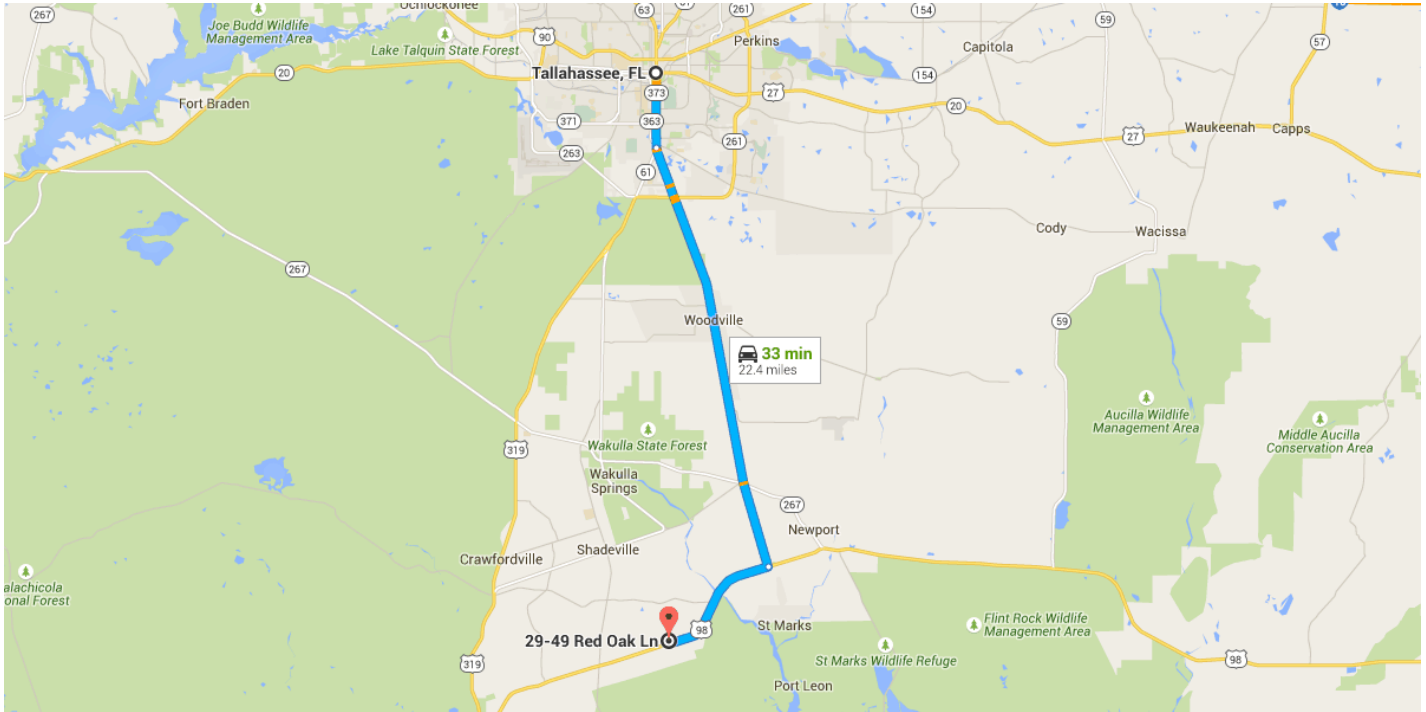 267
Joe Budd Wildlife
Management Area
Ochlockonee
63
61
261
154
59
57
90
Lake Talquin State Forest
Perkins
Capitola
20
Tallahassee, FL
154
Fort Braden
373
27
20
371
363
261
Waukeenah
Capps
27
263
61
Cody
Wacissa
267
Woodville
59
33 min
22.4 miles
Aucilla Wildlife
Management Area
Middle Aucilla
Conservation Area
319
Wakulla State Forest
Wakulla
Springs
267
Newport
Crawfordville
Shadeville
alachicola
onal Forest
Flint Rock Wildlife
Management Area
98
St Marks
29-49 Red Oak Ln
319
St Marks Wildlife Refuge
98
Port Leon